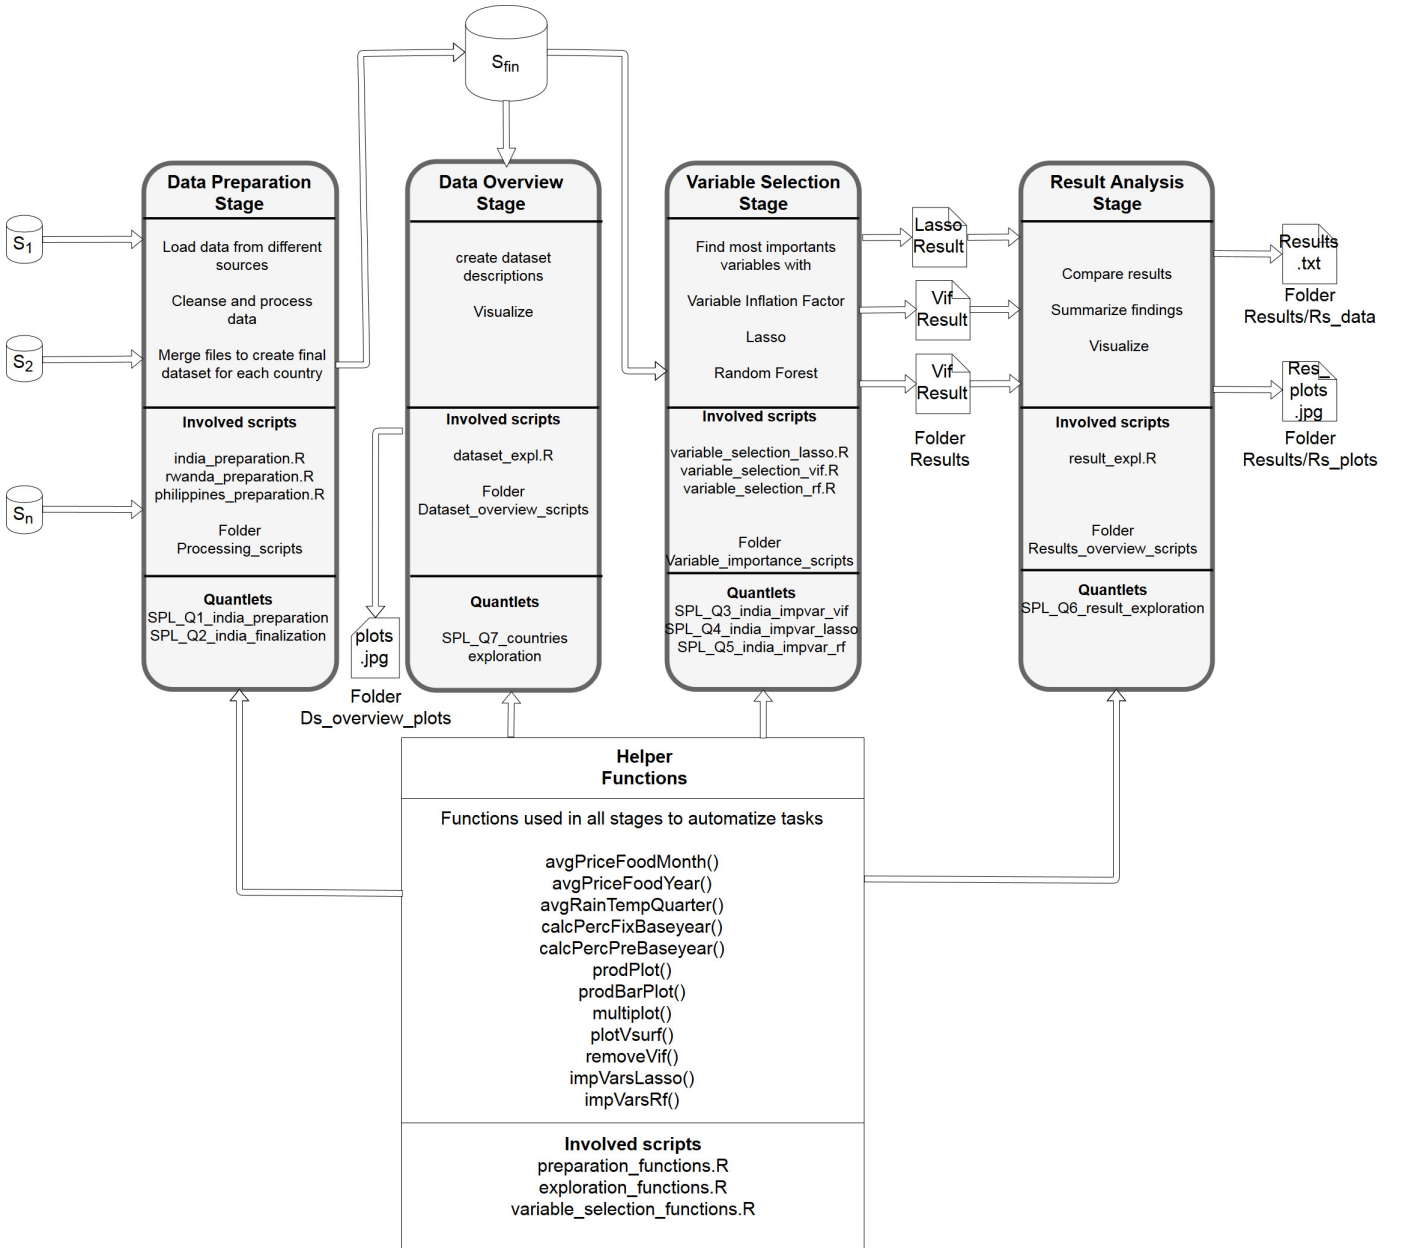 Sfin
Data Preparation
Stage
Load data from different
sources
Cleanse and process
data
Merge files to create final
dataset for each country
Involved scripts
india_preparation.R
rwanda_preparation.R
philippines_preparation.R
Folder
Processing_scripts
Quantlets
SPL_Q1_india_preparation
SPL_Q2_india_finalization
S1
S2
Sn
Data Overview
Stage
create dataset
descriptions
Visualize
Involved scripts
dataset_expl.R
Folder
Dataset_overview_scripts
Quantlets
SPL_Q7_countries
exploration
plots
.jpg
Folder
Ds_overview_plots
Variable Selection
Stage
Find most importants
variables with
Variable Inflation Factor
Lasso
Random Forest
Involved scripts
variable_selection_lasso.R
variable_selection_vif.R
variable_selection_rf.R
Folder
Variable_importance_scripts
Quantlets
SPL_Q3_india_impvar_vif
SPL_Q4_india_impvar_lasso
SPL_Q5_india_impvar_rf
Lasso
Result
Vif
Result
Vif
Result
Folder
Results
Result Analysis
Stage
Compare results
Summarize findings
Visualize
Involved scripts
result_expl.R
Folder
Results_overview_scripts
Quantlets
SPL_Q6_result_exploration
Results
.txt
Folder
Results/Rs_data
Res_
plots
.jpg
Folder
Results/Rs_plots
Helper
Functions
Functions used in all stages to automatize tasks
avgPriceFoodMonth()
avgPriceFoodYear()
avgRainTempQuarter()
calcPercFixBaseyear()
calcPercPreBaseyear()
prodPlot()
prodBarPlot()
multiplot()
plotVsurf()
removeVif()
impVarsLasso()
impVarsRf()
Involved scripts
preparation_functions.R
exploration_functions.R
variable_selection_functions.R